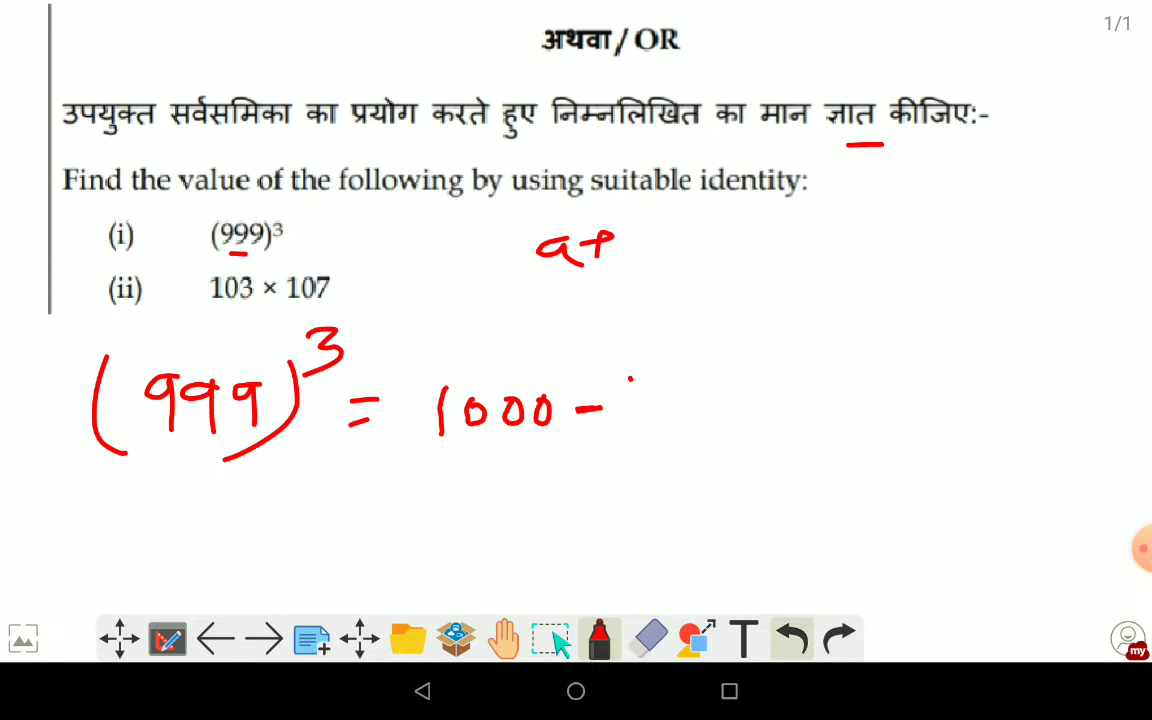 1/1
अथवा / OR
उपयुक्त सर्वसमिका का प्रयोग करते हुए निम्नलिखित का मान ज्ञात कीजिए:-
Find the value of the following by using suitable identity:
(i) (999)³
a+
(ii) 103 × 107
(999)³ = 1000 -
T
my